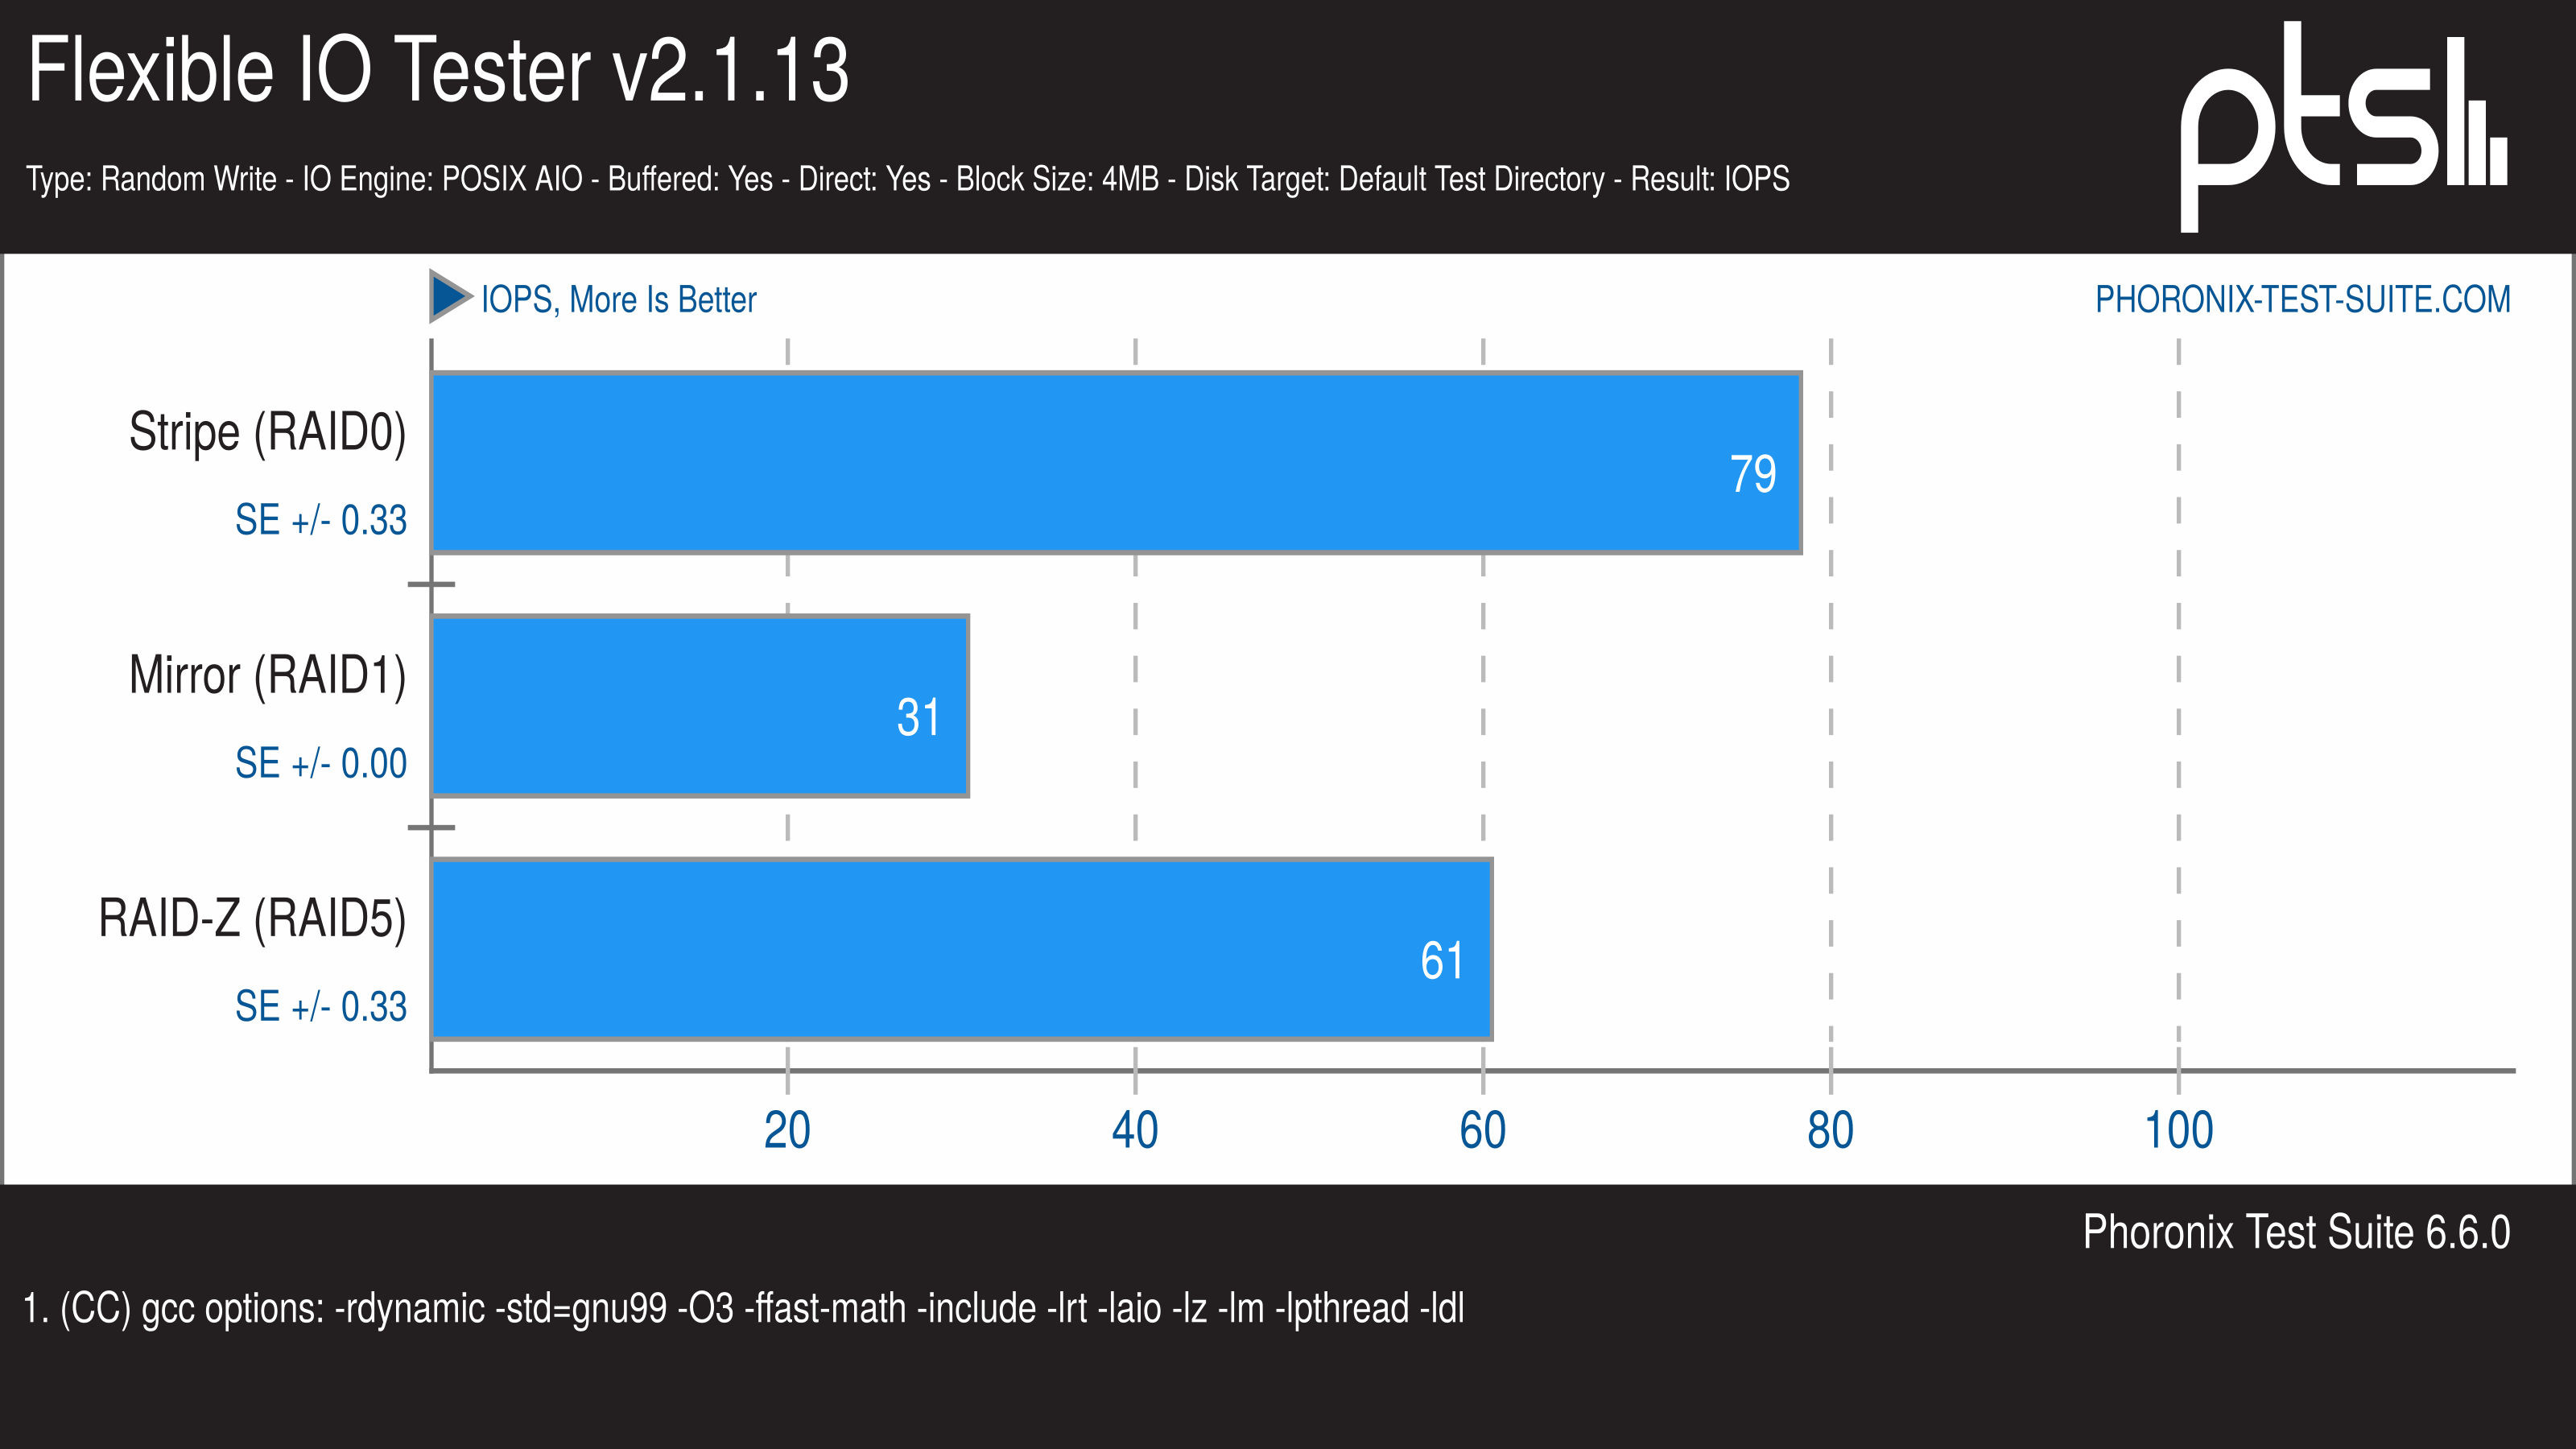 Flexible IO Tester v2.1.13
ptsl
Type: Random Write - IO Engine: POSIX AIO - Buffered: Yes - Direct: Yes - Block Size: 4MB - Disk Target: Default Test Directory - Result: IOPS
IOPS, More Is Better
PHORONIX-TEST-SUITE.COM
Stripe (RAID0)
79
SE +/- 0.33
Mirror (RAID1)
31
SE +/- 0.00
RAID-Z (RAID5)
61
SE +/- 0.33
20 40 60 80 100
Phoronix Test Suite 6.6.0
1. (CC) gcc options: -rdynamic -std=gnu99 -O3 -ffast-math -include -lrt -laio -lz -lm -lpthread -ldl